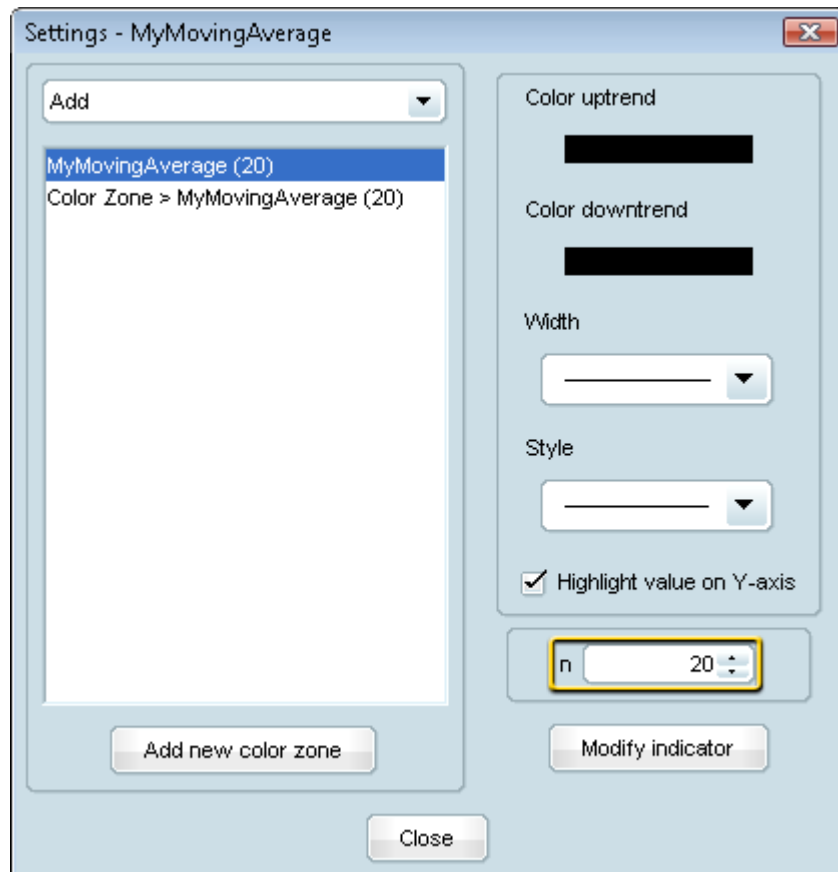 Settings - MyMovingAverage
Add
MyMovingAverage (20)
Color Zone > MyMovingAverage (20)
Add new color zone
Color uptrend
Color downtrend
Width
Style
Highlight value on Y-axis
n 20
Modify indicator
Close